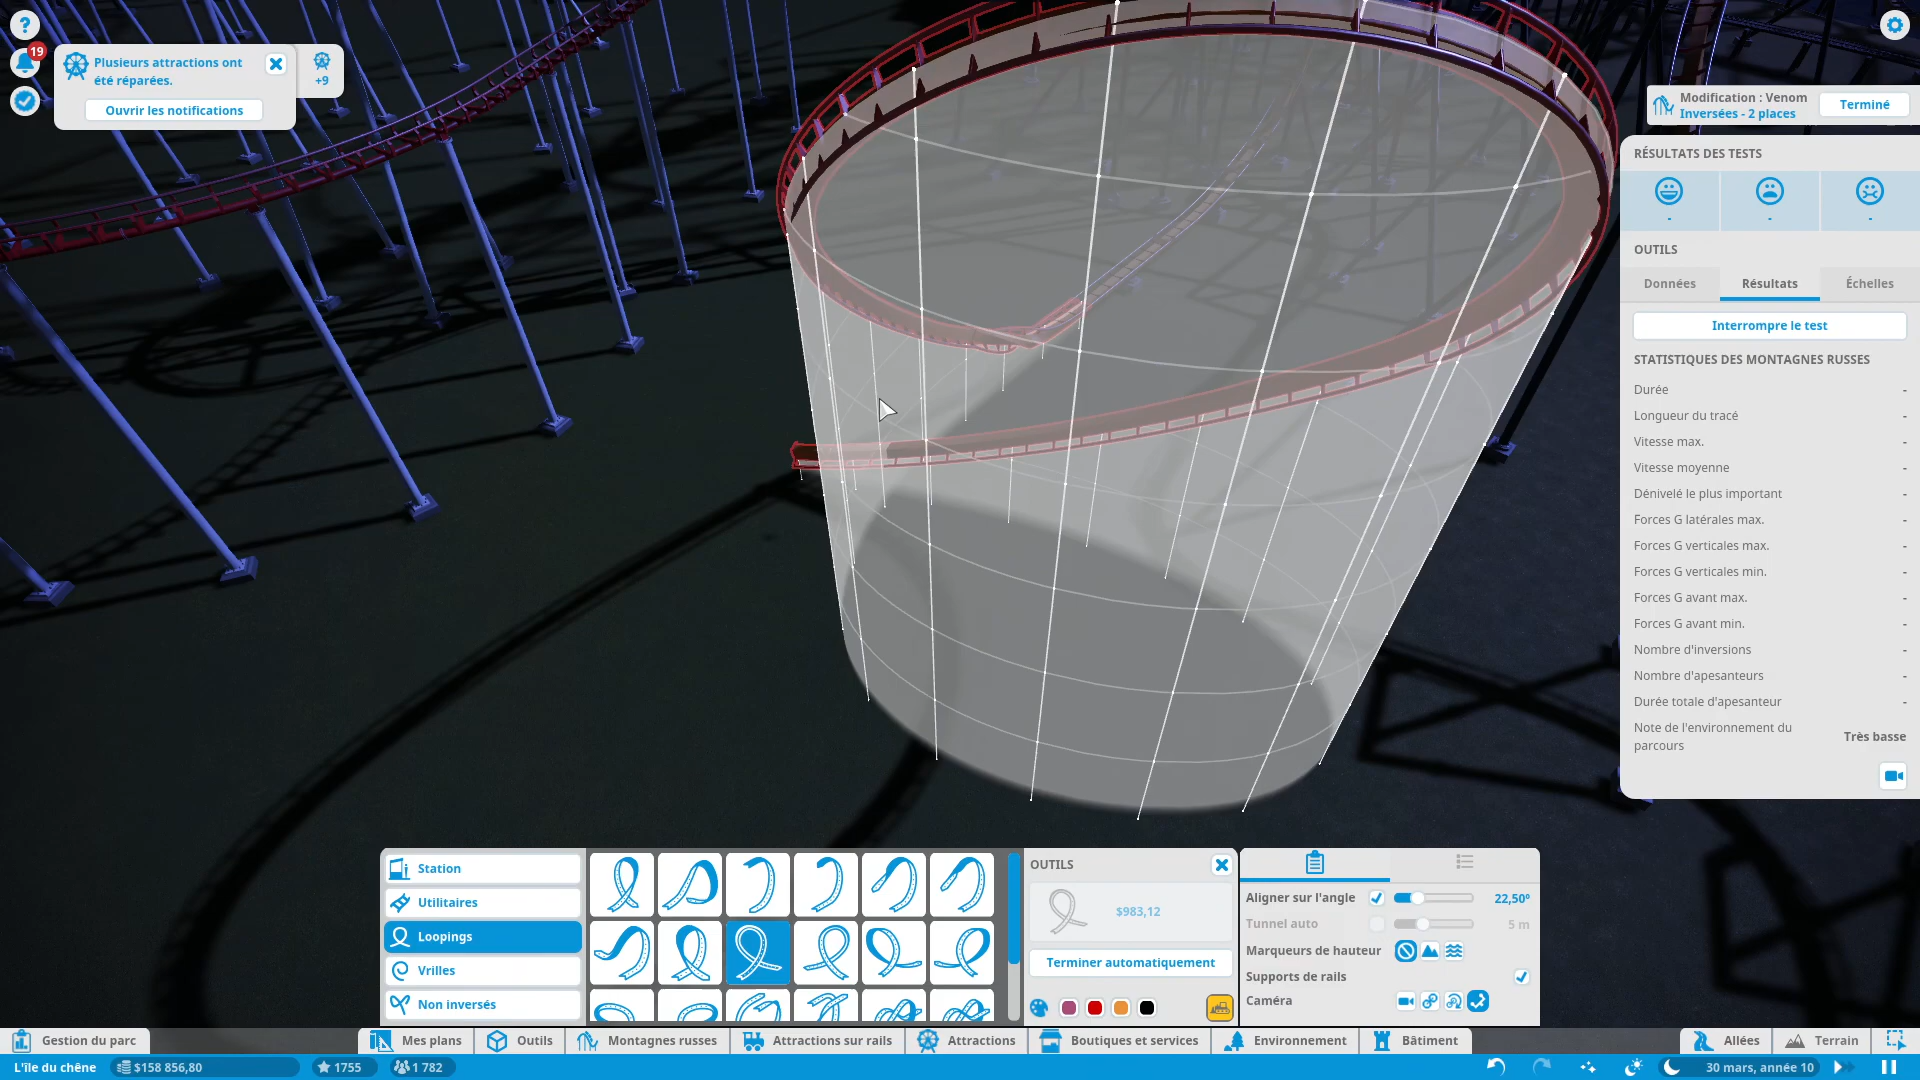 19
Plusieurs attractions ont
été réparées.
+9
Ouvrir les notifications
Modification : Venom
Inversées - 2 places
Terminé
RÉSULTATS DES TESTS
-
-
-
OUTILS
Données
Résultats
Échelles
Interrompre le test
STATISTIQUES DES MONTAGNES RUSSES
Durée -
Longueur du tracé -
Vitesse max. -
Vitesse moyenne -
Dénivelé le plus important -
Forces G latérales max. -
Forces G verticales max. -
Forces G verticales min. -
Forces G avant max. -
Forces G avant min. -
Nombre d'inversions -
Nombre d'apesanteurs -
Durée totale d'apesanteur -
Note de l'environnement du
parcours
Très basse
Station
Utilitaires
Loopings
Vrilles
Non inversés
OUTILS
$983,12
Terminer automatiquement
Aligner sur l'angle 22,50°
Tunnel auto 5 m
Marqueurs de hauteur
Supports de rails
Caméra
Gestion du parc
Mes plans
Outils
Montagnes russes
Attractions sur rails
Attractions
Boutiques et services
Environnement
Bâtiment
Allées
Terrain
L'île du chêne
$158 856,80
1755
1 782
30 mars, année 10